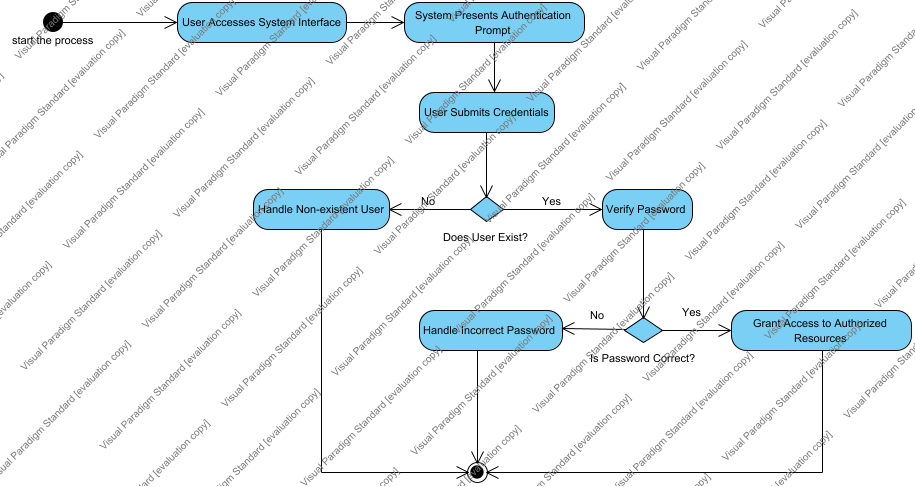 User Accesses System Interface
System Presents Authentication
Prompt
start the process
User Submits Credentials
Handle Non-existent User
No
Yes
Verify Password
Does User Exist?
Handle Incorrect Password
No
Yes
Grant Access to Authorized
Resources
Is Password Correct?
Visual Paradigm Standard [evaluation copy]